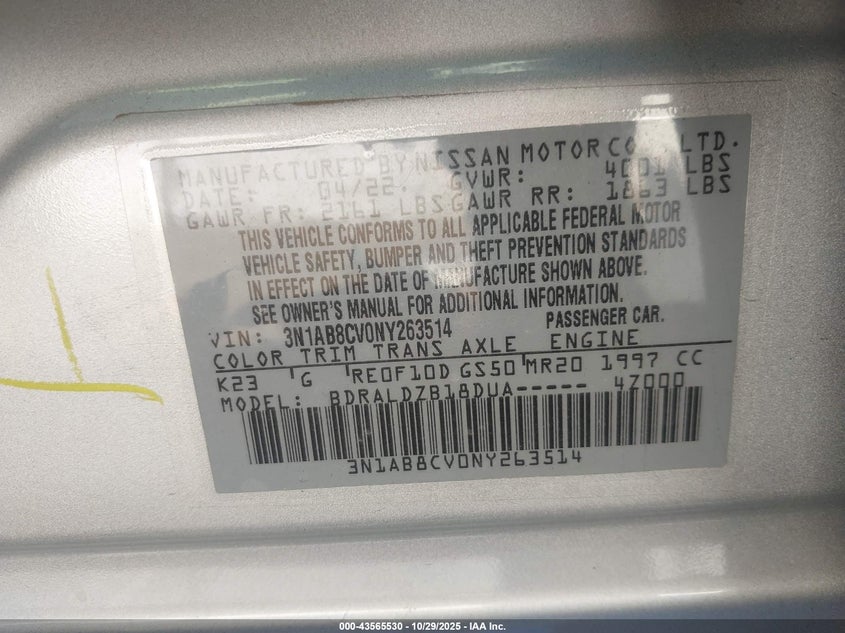 MANUFACTURED BY NISSAN MOTOR CO., LTD.
DATE: 04/22. GVWR: 4001 LBS
GAWR FR: 2161 LBS GAWR RR: 1863 LBS
THIS VEHICLE CONFORMS TO ALL APPLICABLE FEDERAL MOTOR
VEHICLE SAFETY, BUMPER AND THEFT PREVENTION STANDARDS
IN EFFECT ON THE DATE OF MANUFACTURE SHOWN ABOVE.
SEE OWNER'S MANUAL FOR ADDITIONAL INFORMATION.
VIN: 3N1AB8CV0NY263514 PASSENGER CAR.
COLOR TRIM TRANS AXLE ENGINE
K23 G RE0F10D GS50 MR20 1997 CC
MODEL: BDRALDZB18DUA----- 4Z000
3N1AB8CV0NY263514
000-43565530 - 10/29/2025 - IAA Inc.